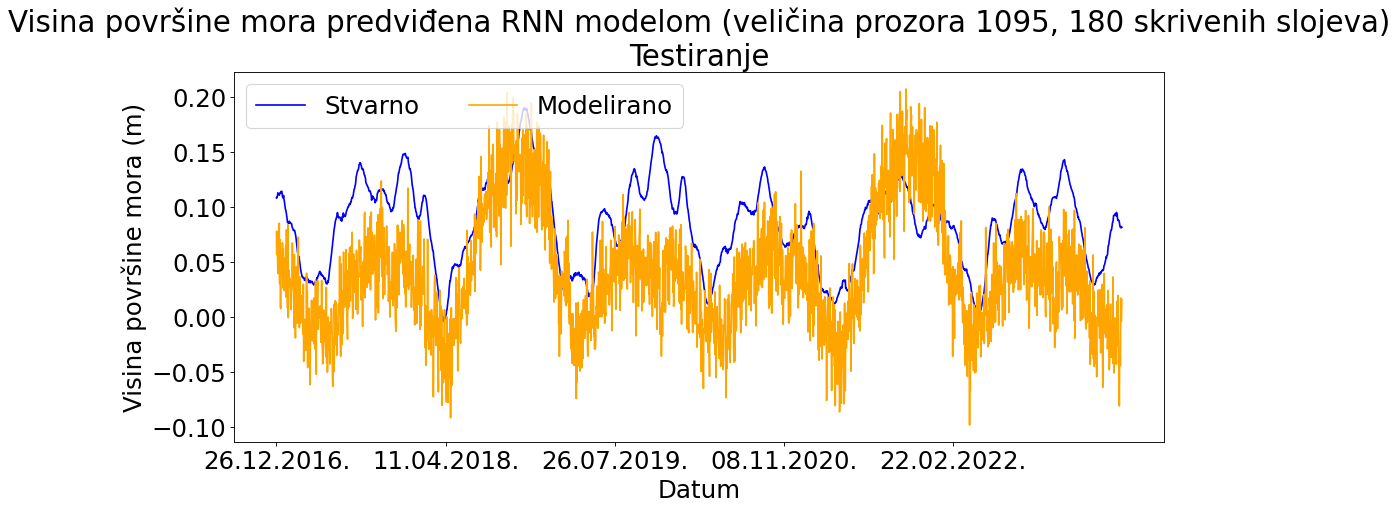 Visina površine mora predviđena RNN modelom (veličina prozora 1095, 180 skrivenih slojeva)
Testiranje
Stvarno Modelirano
Visina površine mora (m)
0.20
0.15
0.10
0.05
0.00
−0.05
−0.10
26.12.2016. 11.04.2018. 26.07.2019. 08.11.2020. 22.02.2022.
Datum